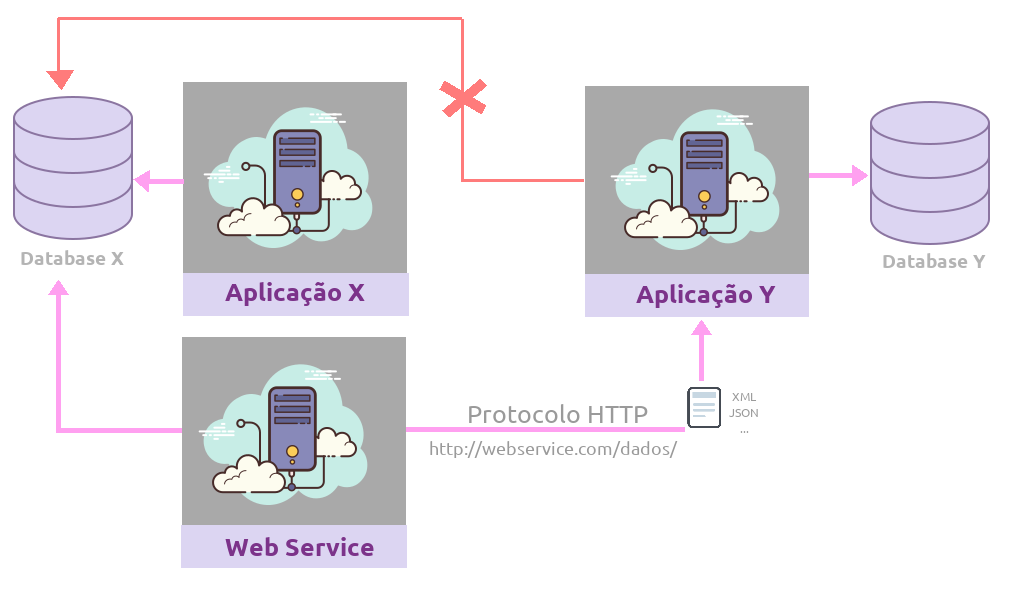 Database X
Aplicação X
Aplicação Y
Database Y
Web Service
Protocolo HTTP
http://webservice.com/dados/
XML
JSON
...